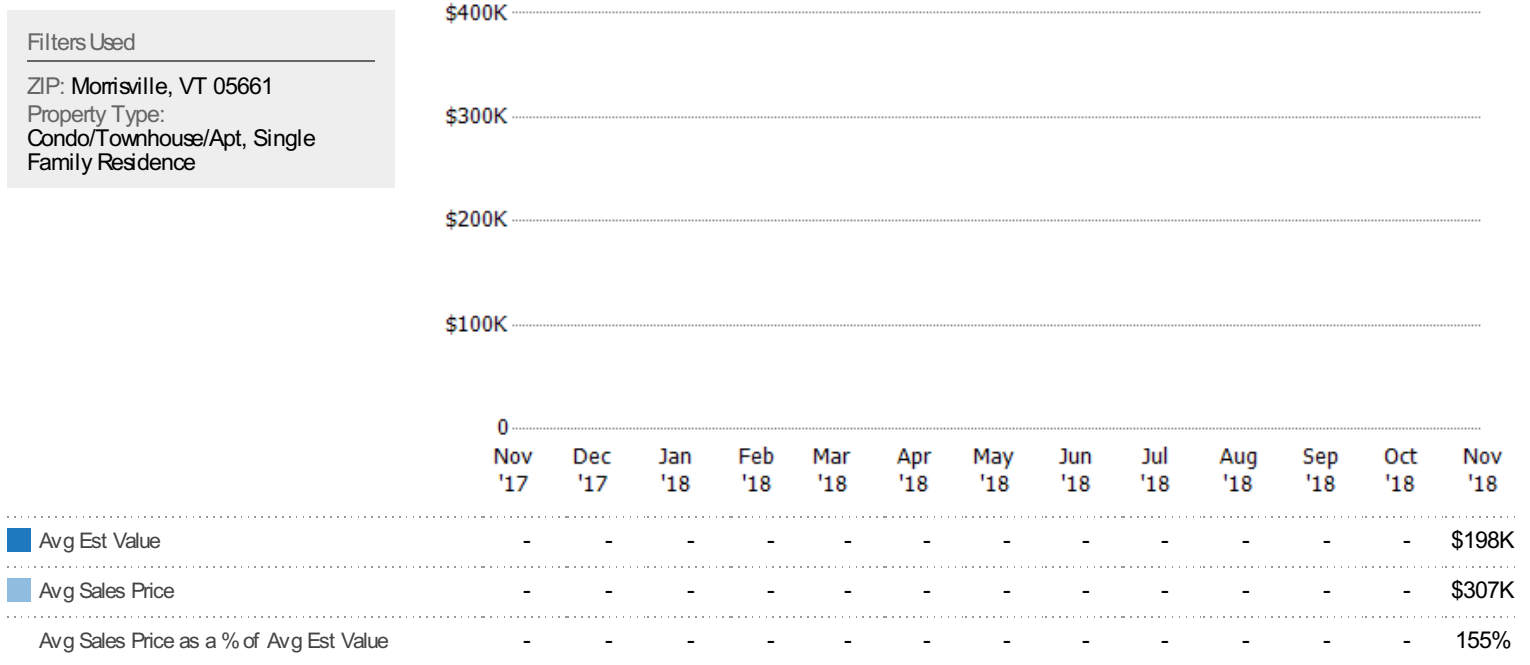 Filters Used
ZIP: Morrisville, VT 05661
Property Type:
Condo/Townhouse/Apt, Single
Family Residence
$400K
$300K
$200K
$100K
0
Nov Dec Jan Feb Mar Apr May Jun Jul Aug Sep Oct Nov
'17 '17 '18 '18 '18 '18 '18 '18 '18 '18 '18 '18 '18
Avg Est Value - - - - - - - - - - - - $198K
Avg Sales Price - - - - - - - - - - - - $307K
Avg Sales Price as a % of Avg Est Value - - - - - - - - - - - - 155%